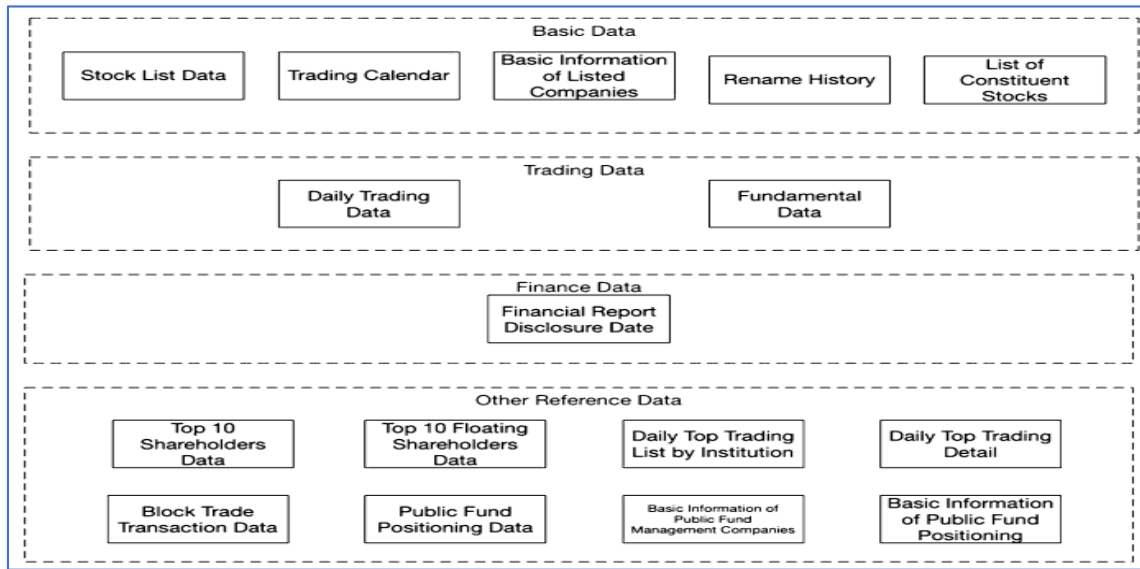 Basic Data
Stock List Data
Trading Calendar
Basic Information
of Listed
Companies
Rename History
List of
Constituent
Stocks
Trading Data
Daily Trading
Data
Fundamental
Data
Finance Data
Financial Report
Disclosure Date
Other Reference Data
Top 10
Shareholders
Data
Top 10 Floating
Shareholders
Data
Daily Top Trading
List by Institution
Daily Top Trading
Detail
Block Trade
Transaction Data
Public Fund
Positioning Data
Basic Information of
Public Fund
Management Companies
Basic Information
of Public Fund
Positioning